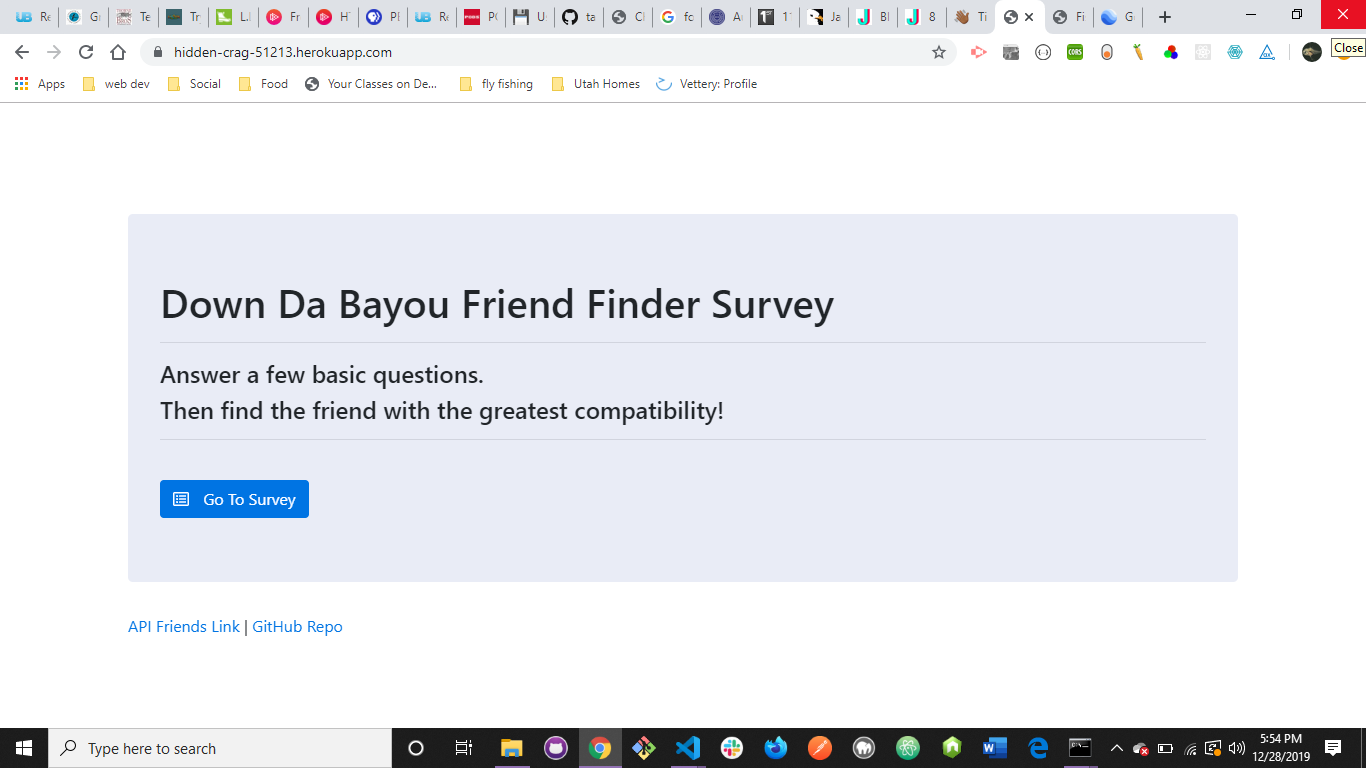 Re G Te Tr LI Fr H PE Re PC U ta Cl fc A 1 Ja Bl 8 Ti Fi G
hidden-crag-51213.herokuapp.com
Close
Apps web dev Social Food Your Classes on De... fly fishing Utah Homes Vettery: Profile
Down Da Bayou Friend Finder Survey
Answer a few basic questions.
Then find the friend with the greatest compatibility!
Go To Survey
API Friends Link | GitHub Repo
Type here to search
5:54 PM
12/28/2019